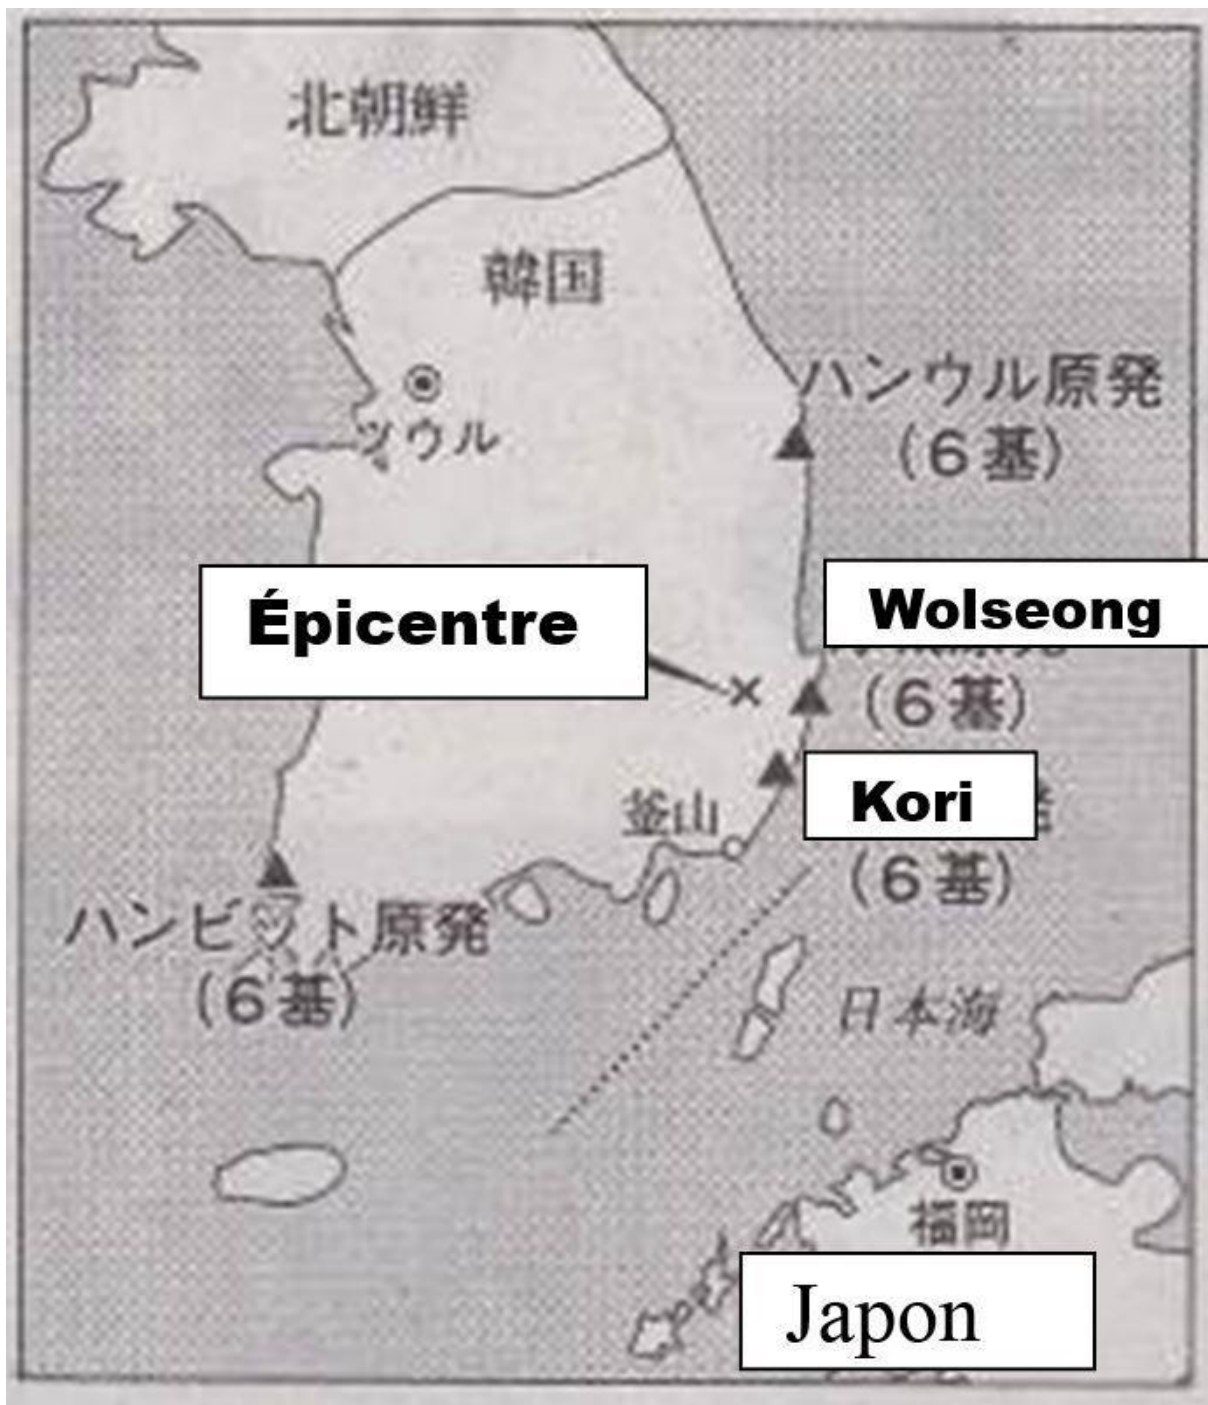 北朝鮮
韓国
ソウル
ハンウル原発
(6基)
Épicentre
Wolseong
(6基)
Kori
釜山
(6基)
ハンビット原発
(6基)
日本海
福岡
Japon